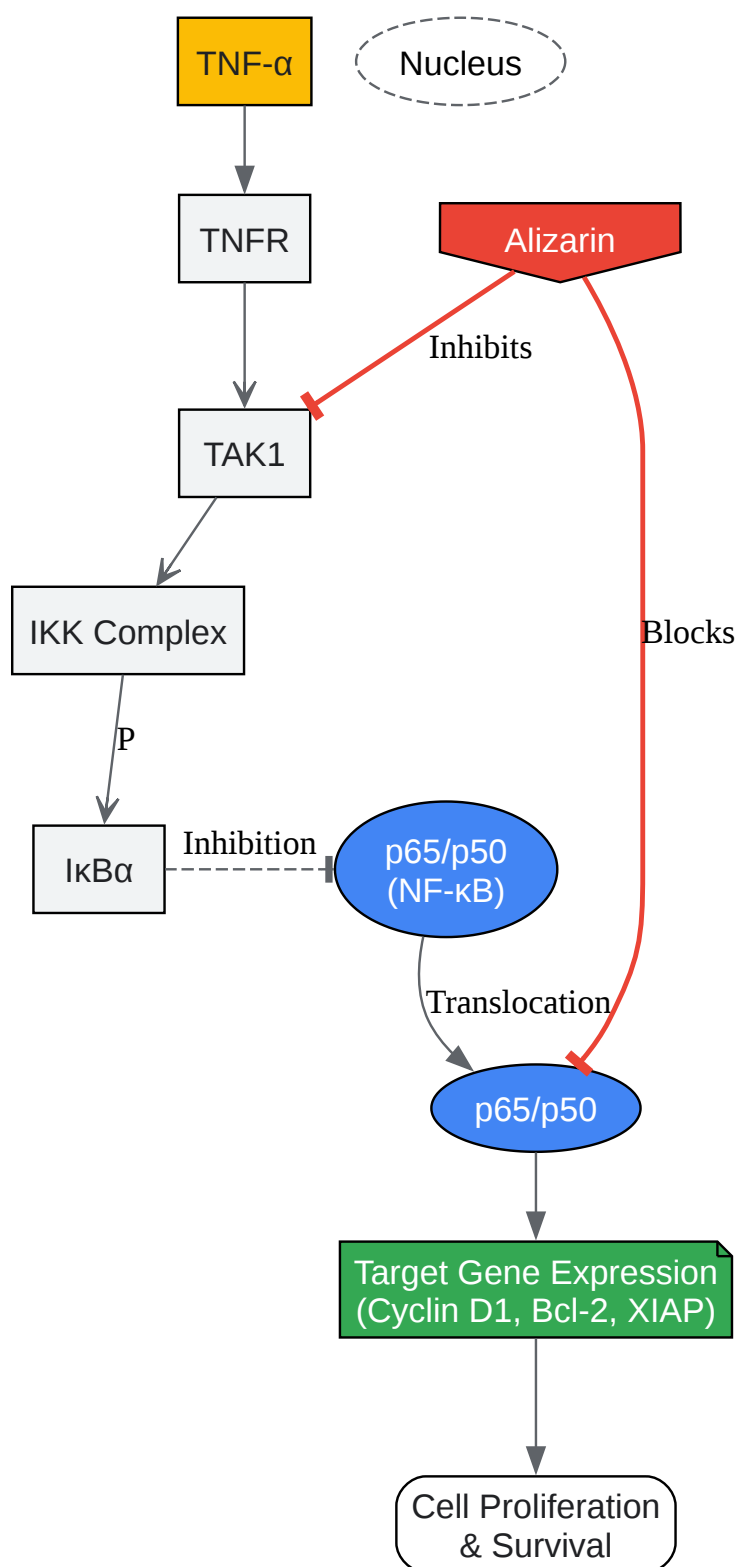 TNF-α
Nucleus
TNFR
Alizarin
Inhibits
TAK1
IKK Complex
Blocks
P
Inhibition
IκBα
p65/p50
(NF-κB)
Translocation
p65/p50
Target Gene Expression
(Cyclin D1, Bcl-2, XIAP)
Cell Proliferation
& Survival